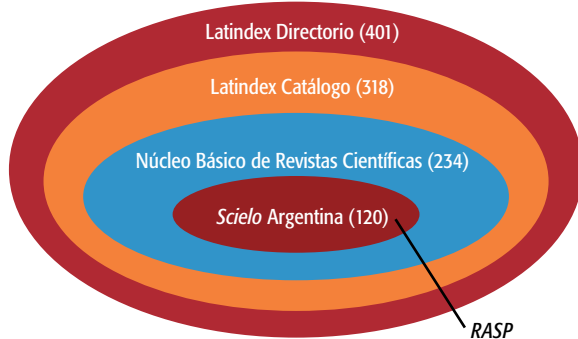 Latindex Directorio (401)
Latindex Catálogo (318)
Núcleo Básico de Revistas Científicas (234)
Scielo Argentina (120)
RASP